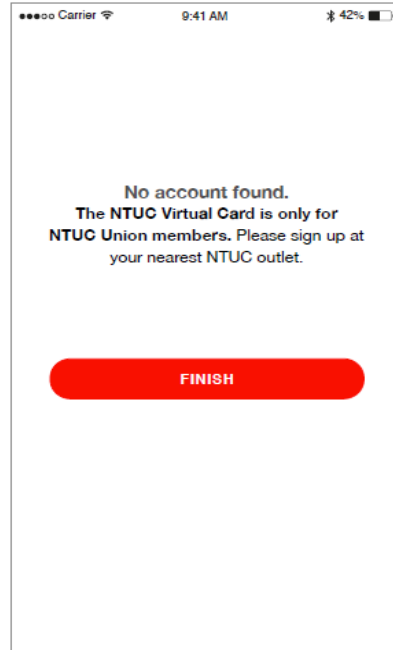 Carrier 9:41 AM 42%
No account found.
The NTUC Virtual Card is only for
NTUC Union members. Please sign up at
your nearest NTUC outlet.
FINISH